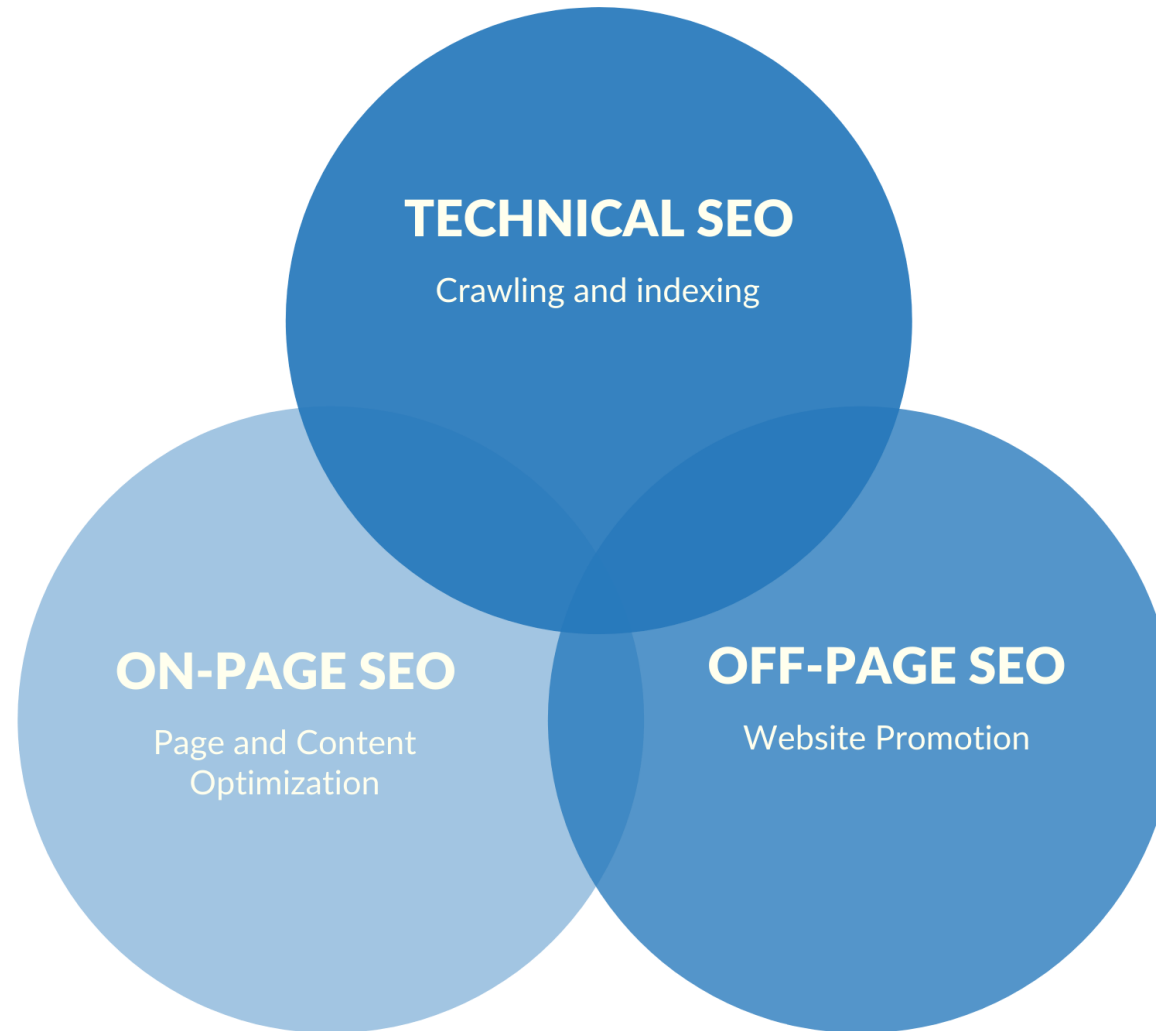 TECHNICAL SEO
Crawling and indexing
ON-PAGE SEO
Page and Content
Optimization
OFF-PAGE SEO
Website Promotion